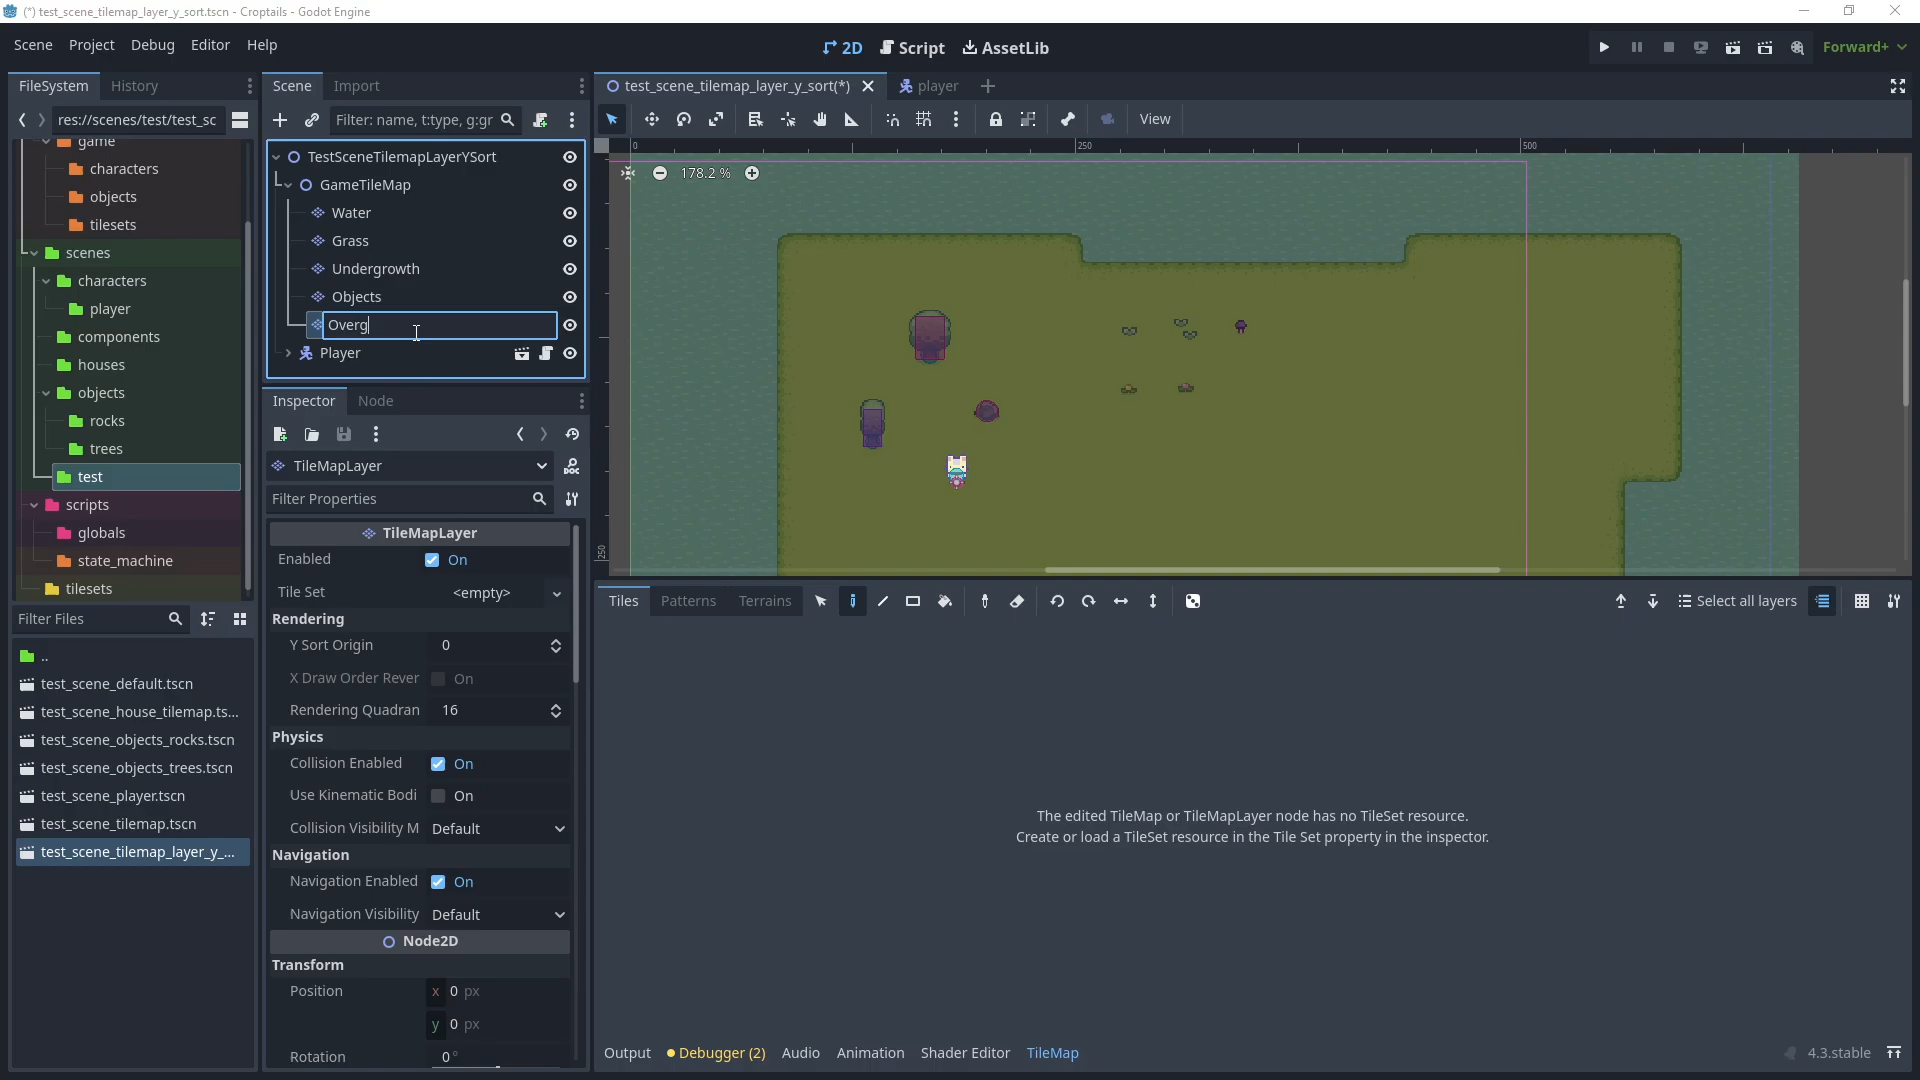 (*) test_scene_tilemap_layer_y_sort.tscn - Croptails - Godot Engine
Scene Project Debug Editor Help
2D Script AssetLib
Forward+
FileSystem History
res://scenes/test/test_sc
game
characters
objects
tilesets
scenes
characters
player
components
houses
objects
rocks
trees
test
scripts
globals
state_machine
tilesets
Filter Files
..
test_scene_default.tscn
test_scene_house_tilemap.ts...
test_scene_objects_rocks.tscn
test_scene_objects_trees.tscn
test_scene_player.tscn
test_scene_tilemap.tscn
test_scene_tilemap_layer_y_...
Scene Import
Filter: name, t:type, g:gr
TestSceneTilemapLayerYSort
GameTileMap
Water
Grass
Undergrowth
Objects
Overg
Player
Inspector Node
TileMapLayer
Filter Properties
TileMapLayer
Enabled On
Tile Set <empty>
Rendering
Y Sort Origin 0
X Draw Order Rever On
Rendering Quadran 16
Physics
Collision Enabled On
Use Kinematic Bodi On
Collision Visibility M Default
Navigation
Navigation Enabled On
Navigation Visibility Default
Node2D
Transform
Position x 0 px
y 0 px
Rotation 0 °
test_scene_tilemap_layer_y_sort(*) player
View
0 250 500
178.2 %
250
Tiles Patterns Terrains Select all layers
The edited TileMap or TileMapLayer node has no TileSet resource.
Create or load a TileSet resource in the Tile Set property in the inspector.
Output Debugger (2) Audio Animation Shader Editor TileMap 4.3.stable